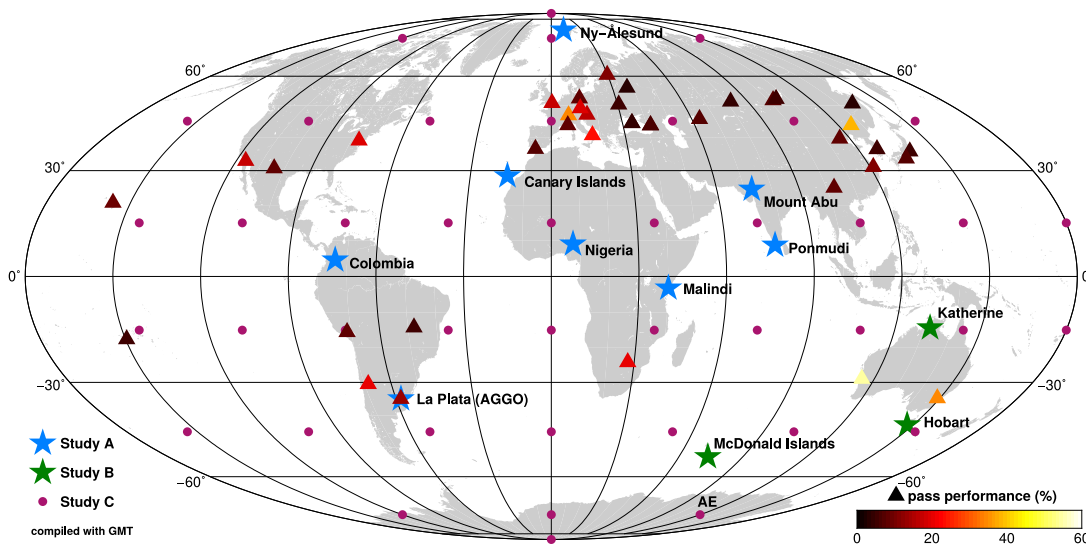 Ny−Ålesund
60˚
60˚
30˚
30˚
Canary Islands
Mount Abu
Nigeria
Ponmudi
Colombia
0˚
0˚
Malindi
Katherine
−30˚
−30˚
La Plata (AGGO)
Hobart
Study A
McDonald Islands
Study B
−60˚
−60˚
Study C
AE
pass performance (%)
compiled with GMT
0 20 40 60